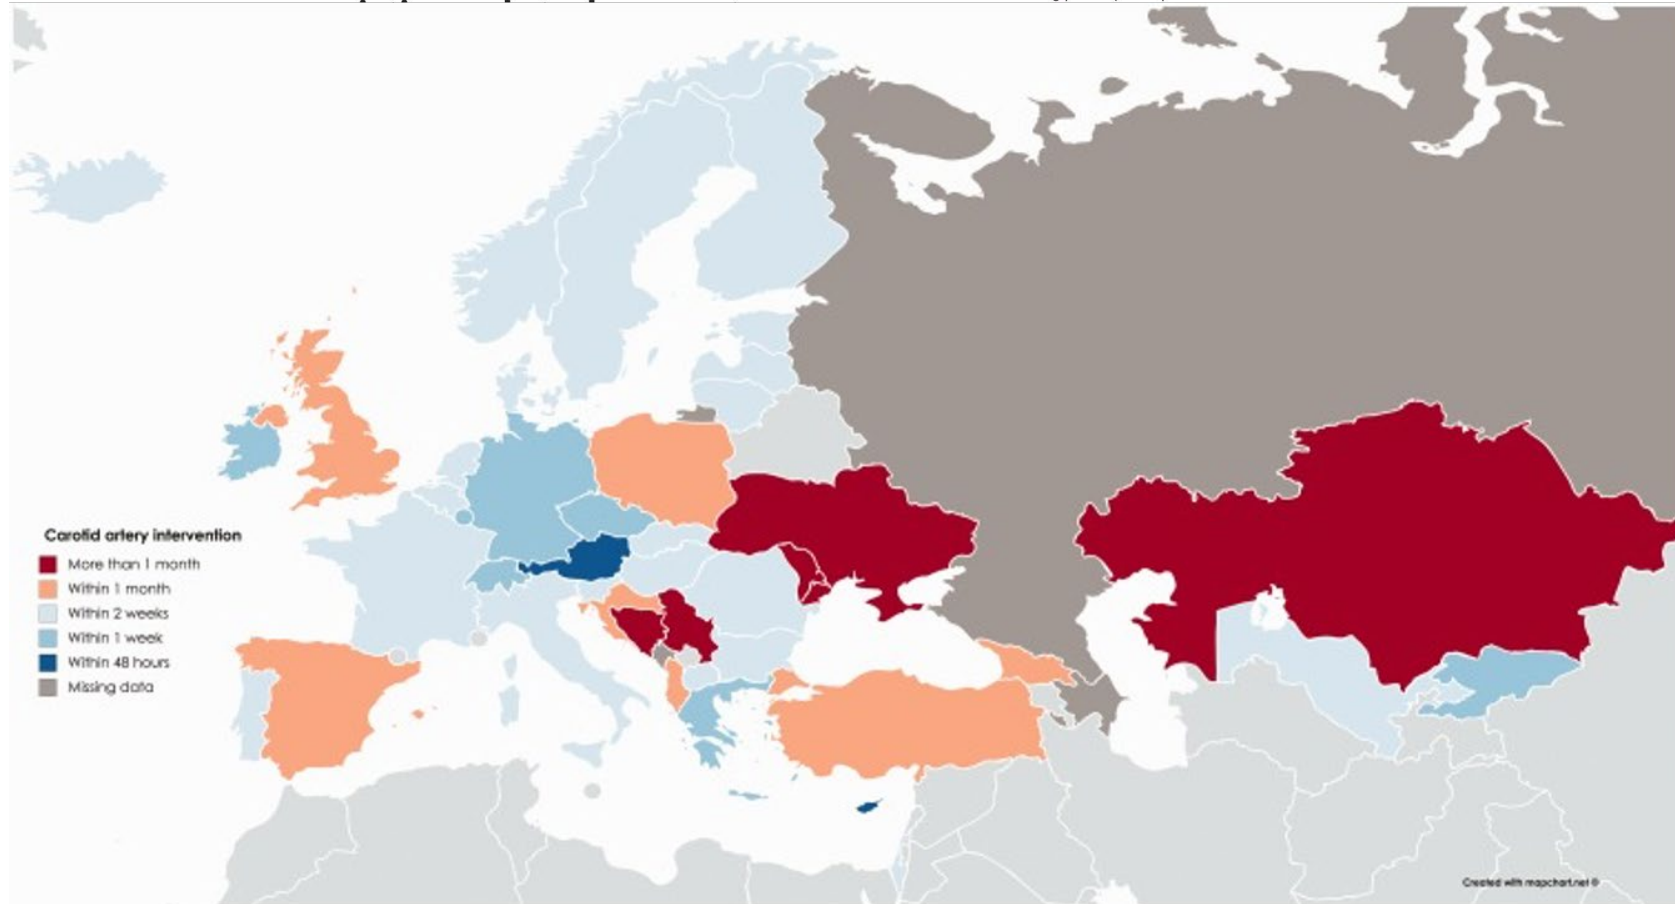 Carotid artery intervention
More than 1 month
Within 1 month
Within 2 weeks
Within 1 week
Within 48 hours
Missing data
Created with mapchart.net ©